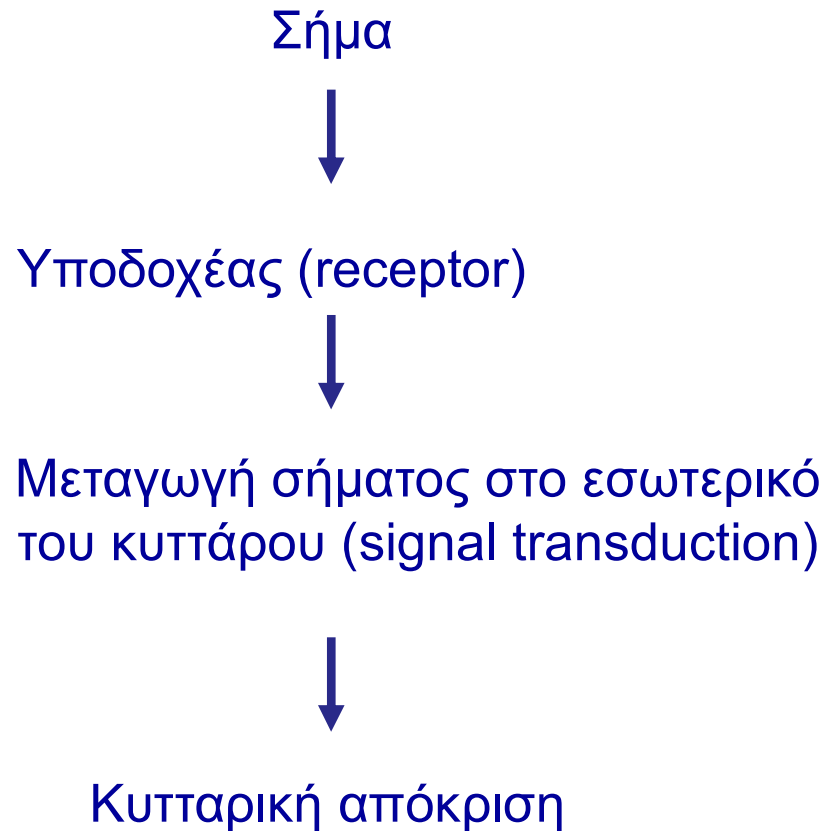 Σήμα
Υποδοχέας (receptor)
Μεταγωγή σήματος στο εσωτερικό
του κυττάρου (signal transduction)
Κυτταρική απόκριση